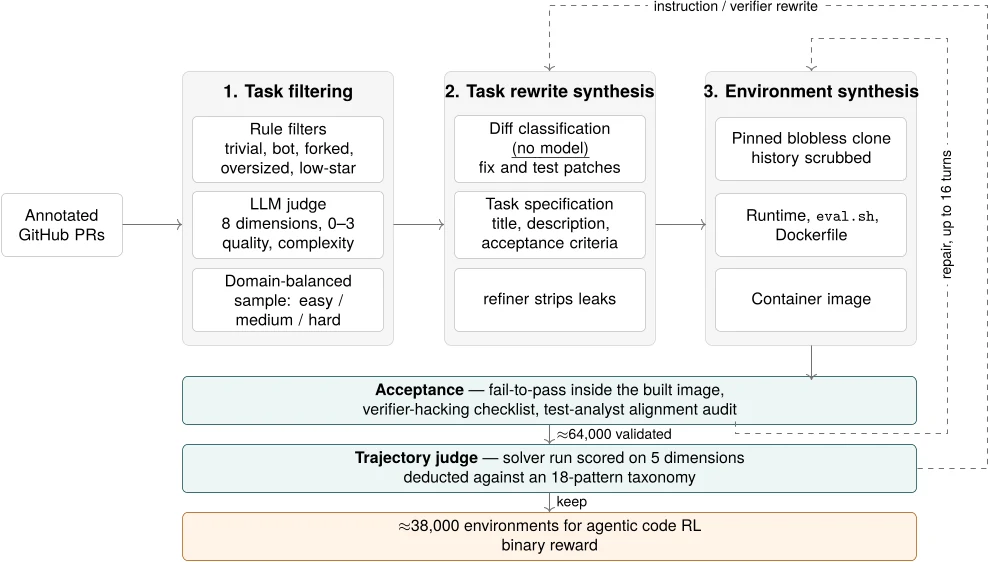 instruction / verifier rewrite
1. Task filtering
Rule filters
trivial, bot, forked,
oversized, low-star
LLM judge
8 dimensions, 0–3
quality, complexity
Domain-balanced
sample: easy /
medium / hard
2. Task rewrite synthesis
Diff classification
(no model)
fix and test patches
Task specification
title, description,
acceptance criteria
refiner strips leaks
3. Environment synthesis
Pinned blobless clone
history scrubbed
Runtime, eval.sh,
Dockerfile
Container image
Annotated
GitHub PRs
repair, up to 16 turns
Acceptance — fail-to-pass inside the built image,
verifier-hacking checklist, test-analyst alignment audit
≈64,000 validated
Trajectory judge — solver run scored on 5 dimensions
deducted against an 18-pattern taxonomy
keep
≈38,000 environments for agentic code RL
binary reward